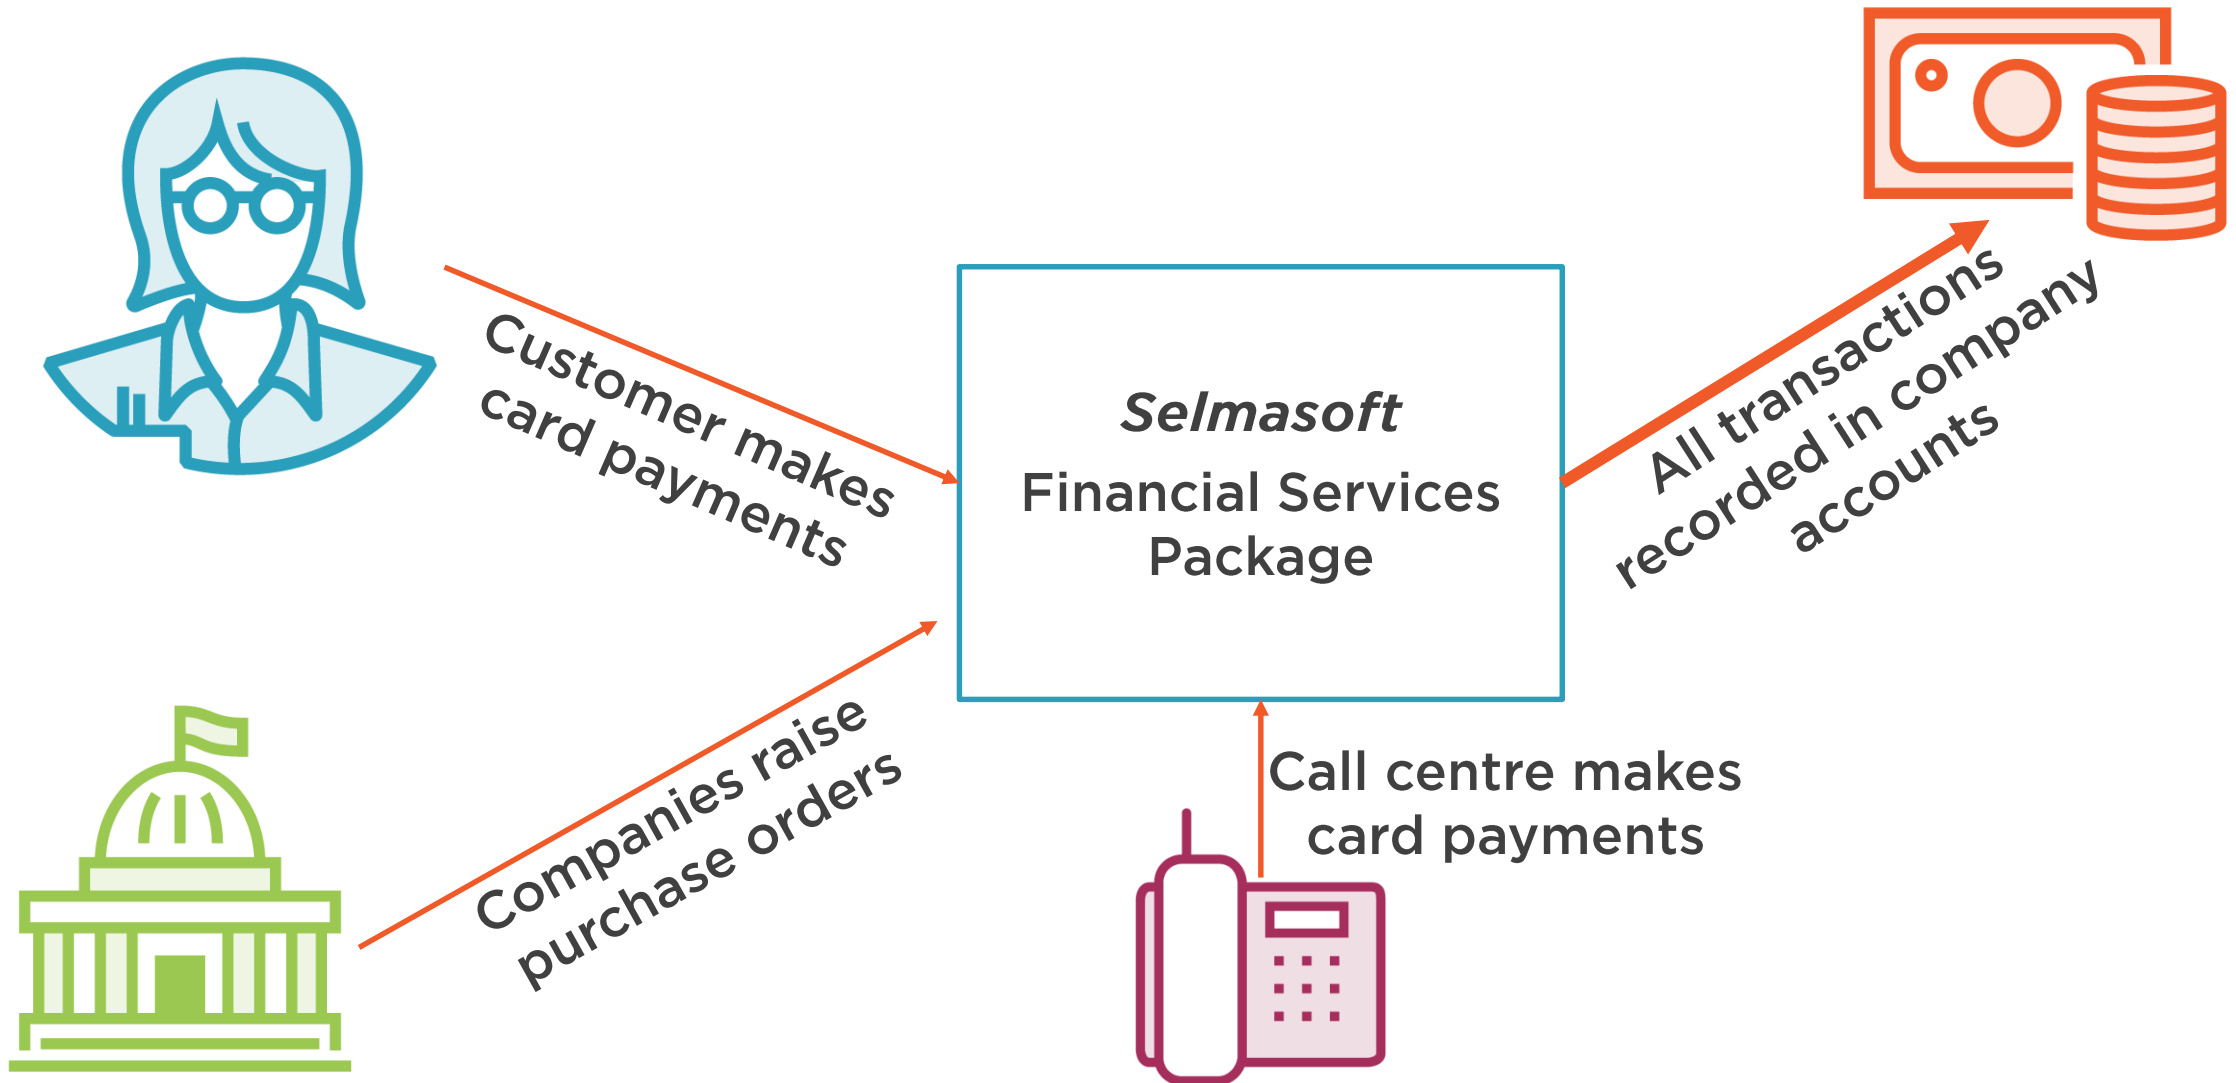 Customer makes
card payments
Selmasoft
Financial Services
Package
All transactions
recorded in company
accounts
Companies raise
purchase orders
Call centre makes
card payments